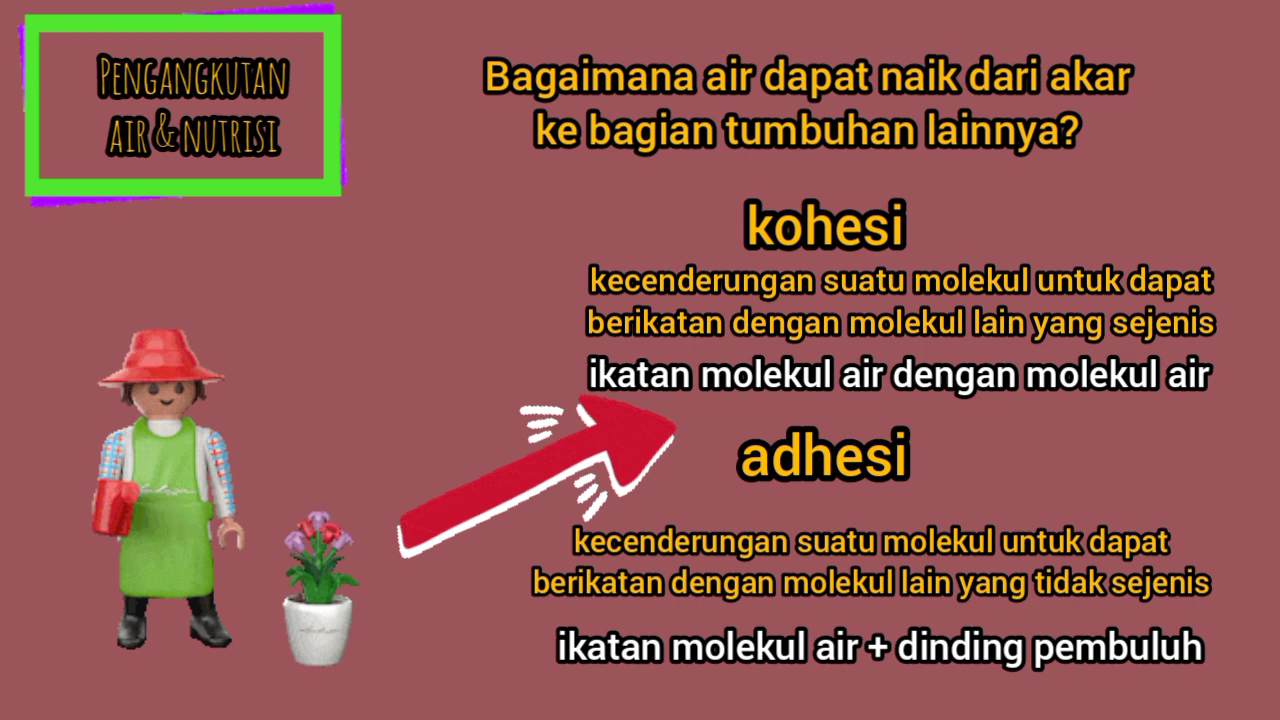 PENGANGKUTAN
AIR & NUTRISI
Bagaimana air dapat naik dari akar
ke bagian tumbuhan lainnya?
kohesi
kecenderungan suatu molekul untuk dapat
berikatan dengan molekul lain yang sejenis
ikatan molekul air dengan molekul air
adhesi
kecenderungan suatu molekul untuk dapat
berikatan dengan molekul lain yang tidak sejenis
ikatan molekul air + dinding pembuluh